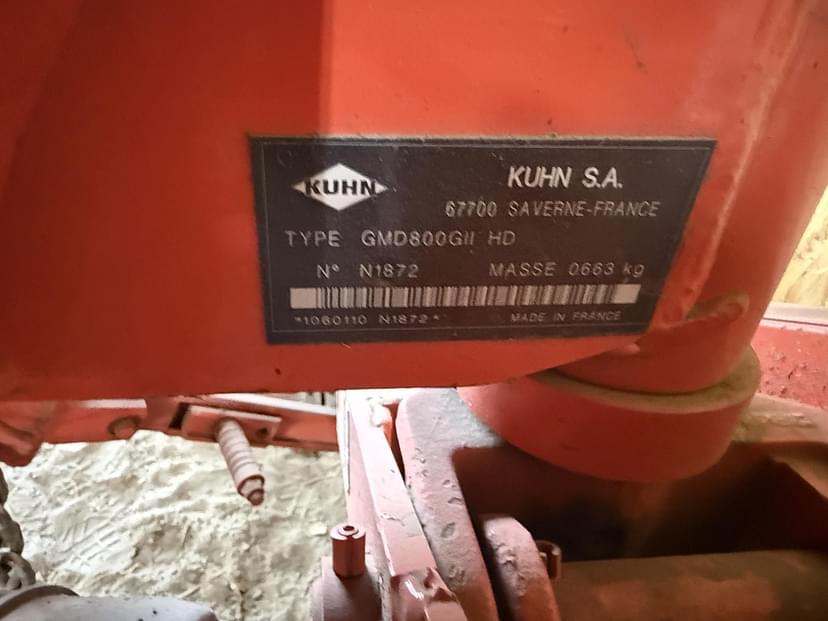 KUHN
KUHN S.A.
67700 SAVERNE-FRANCE
TYPE GMD800GII HD
N° N1872 MASSE 0663 kg
*1060110 N1872* MADE IN FRANCE